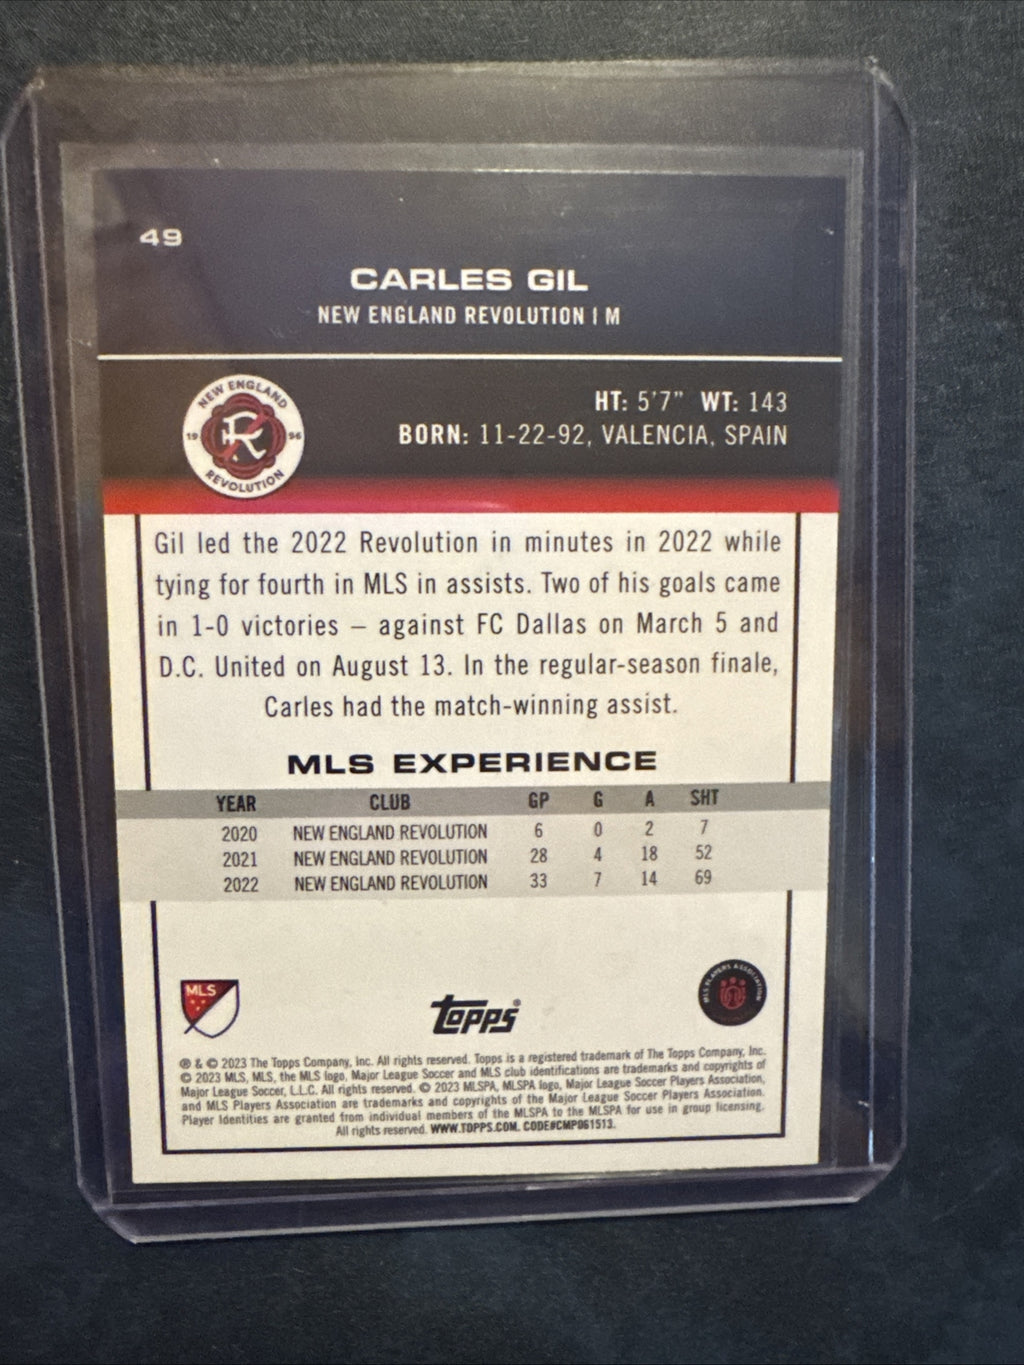 49
CARLES GIL
NEW ENGLAND REVOLUTION | M
NEW ENGLAND
19 R 96
REVOLUTION
HT: 5'7" WT: 143
BORN: 11-22-92, VALENCIA, SPAIN
Gil led the 2022 Revolution in minutes in 2022 while
tying for fourth in MLS in assists. Two of his goals came
in 1-0 victories – against FC Dallas on March 5 and
D.C. United on August 13. In the regular-season finale,
Carles had the match-winning assist.
MLS EXPERIENCE
YEAR CLUB GP G A SHT
2020 NEW ENGLAND REVOLUTION 6 0 2 7
2021 NEW ENGLAND REVOLUTION 28 4 18 52
2022 NEW ENGLAND REVOLUTION 33 7 14 69
MLS
topps®
MLS PLAYERS ASSOCIATION
® & © 2023 The Topps Company, Inc. All rights reserved. Topps is a registered trademark of The Topps Company, Inc.
© 2023 MLS, MLS, the MLS logo, Major League Soccer and MLS club identifications are trademarks and copyrights of
Major League Soccer, L.L.C. All rights reserved. © 2023 MLSPA, MLSPA logo, Major League Soccer Players Association,
and MLS Players Association are trademarks and copyrights of the Major League Soccer Players Association.
Player Identities are granted from individual members of the MLSPA to the MLSPA for use in group licensing.
All rights reserved. WWW.TOPPS.COM. CODE#CMP061513.